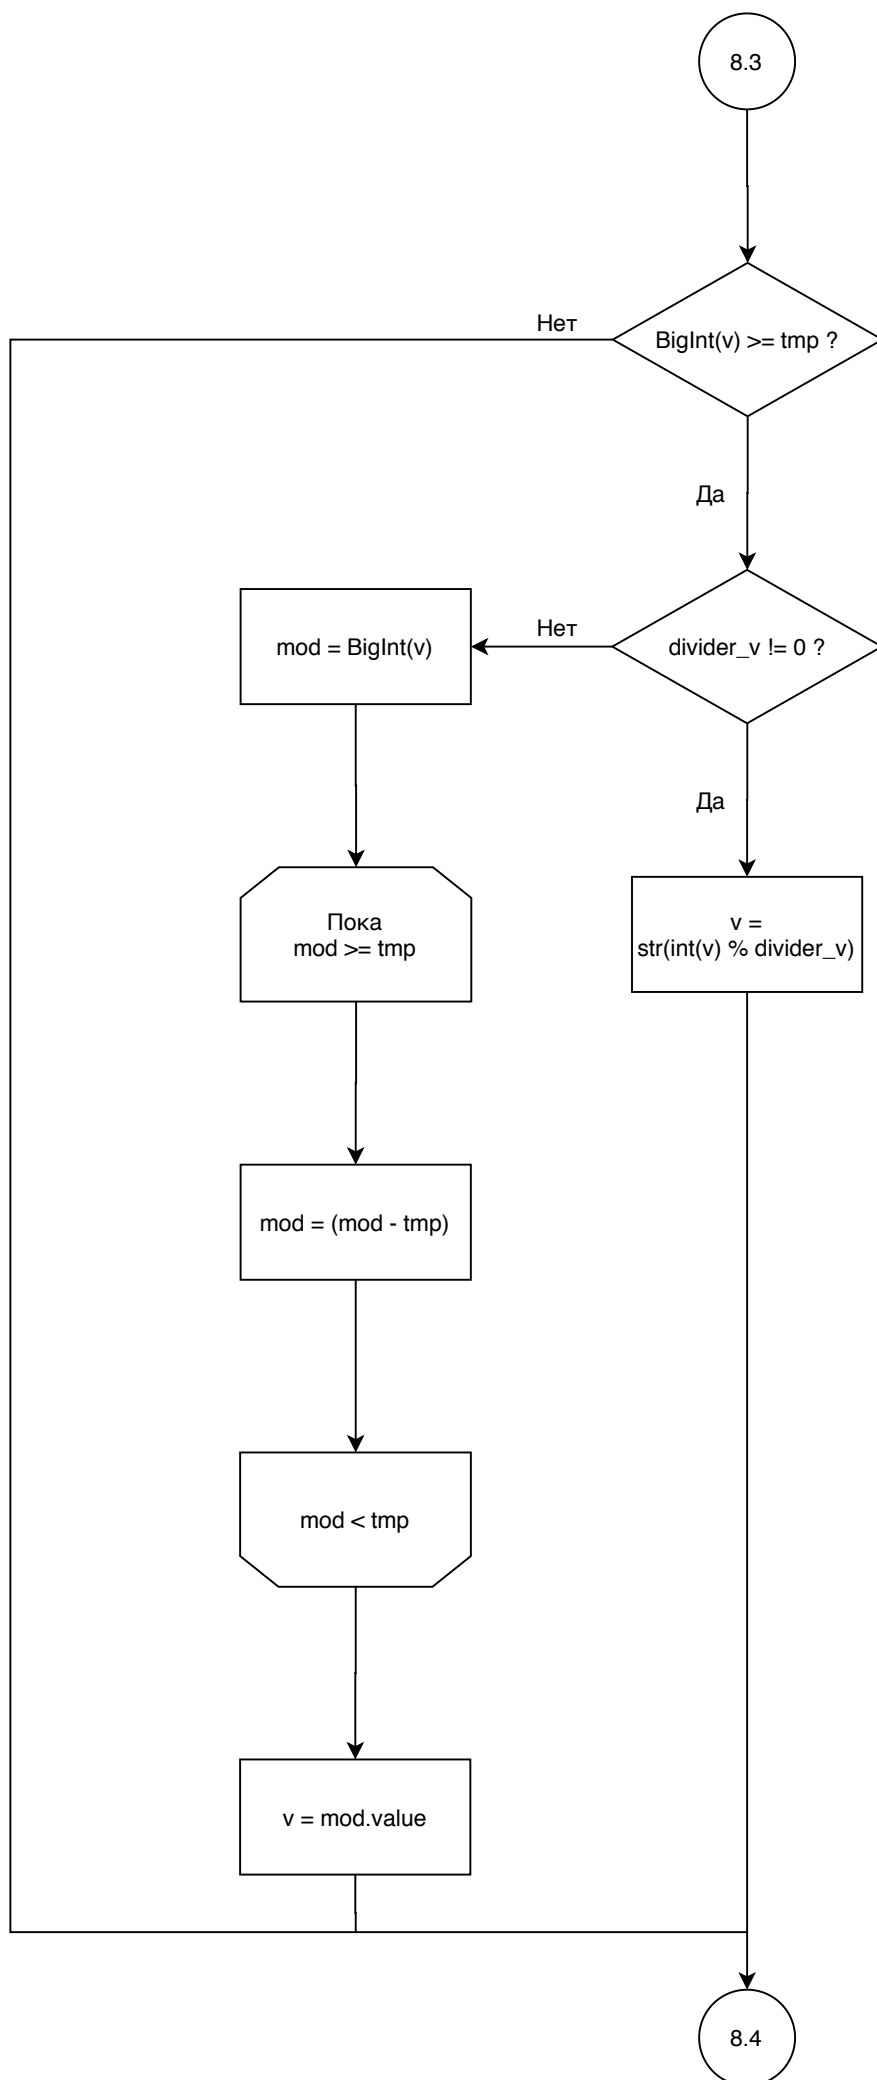 8.3
Нет
BigInt(v) >= tmp ?
Да
mod = BigInt(v)
Нет
divider_v != 0 ?
Да
Пока
mod >= tmp
v =
str(int(v) % divider_v)
mod = (mod - tmp)
mod < tmp
v = mod.value
8.4